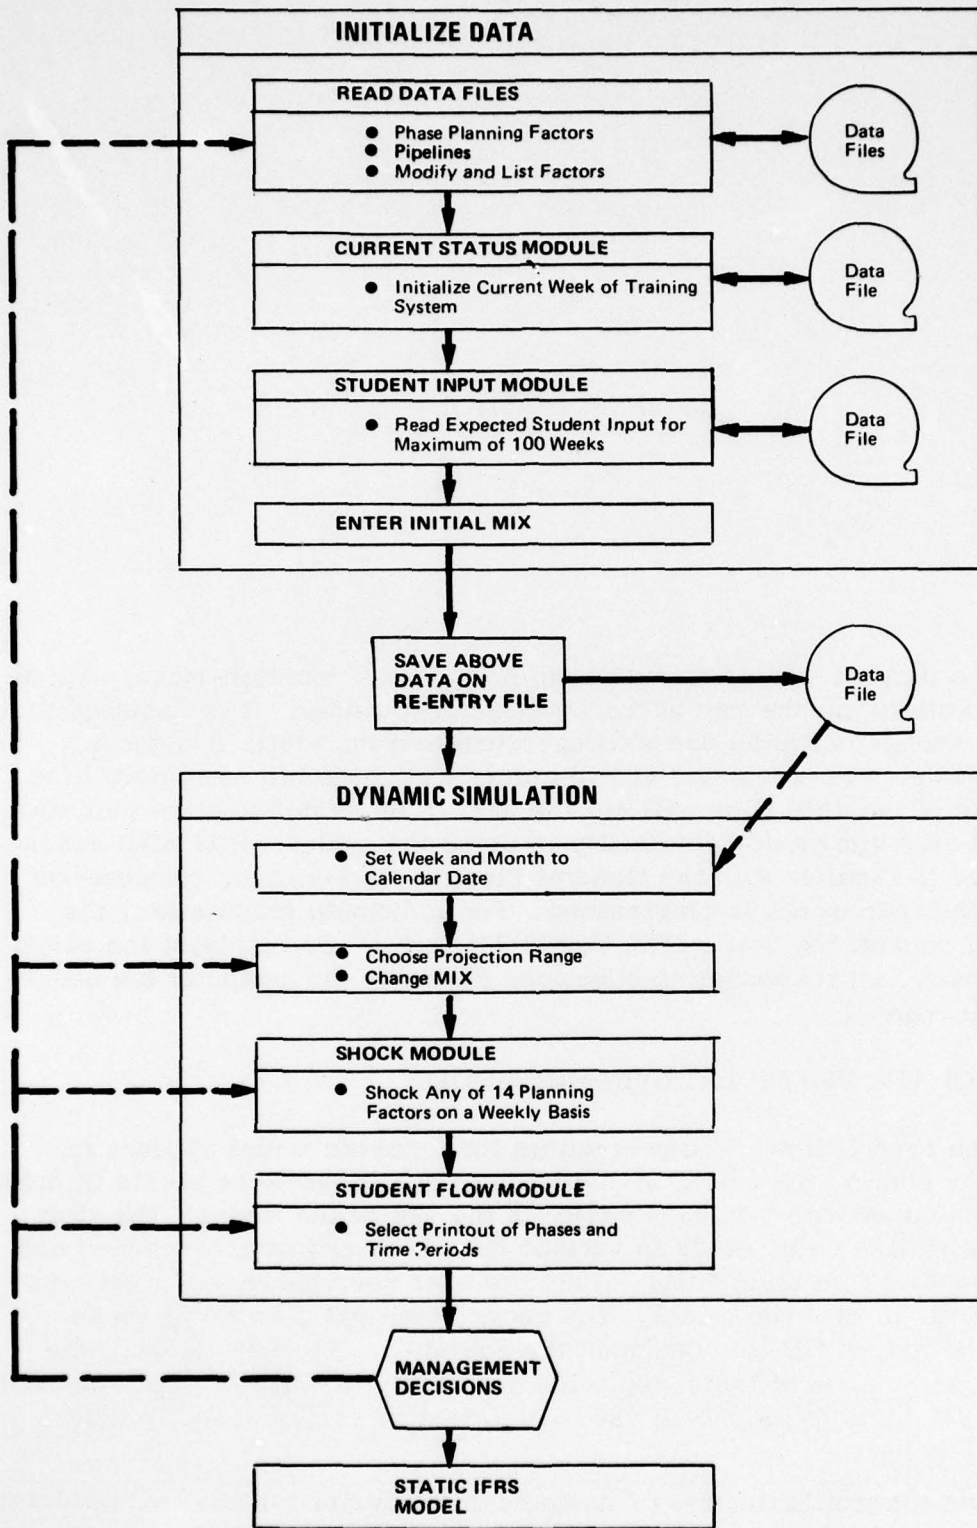 INITIALIZE DATA
READ DATA FILES
● Phase Planning Factors
● Pipelines
● Modify and List Factors
Data
Files
CURRENT STATUS MODULE
● Initialize Current Week of Training
System
Data
File
STUDENT INPUT MODULE
● Read Expected Student Input for
Maximum of 100 Weeks
Data
File
ENTER INITIAL MIX
SAVE ABOVE
DATA ON
RE-ENTRY FILE
Data
File
DYNAMIC SIMULATION
● Set Week and Month to
Calendar Date
● Choose Projection Range
● Change MIX
SHOCK MODULE
● Shock Any of 14 Planning
Factors on a Weekly Basis
STUDENT FLOW MODULE
● Select Printout of Phases and
Time Periods
MANAGEMENT
DECISIONS
STATIC IFRS
MODEL